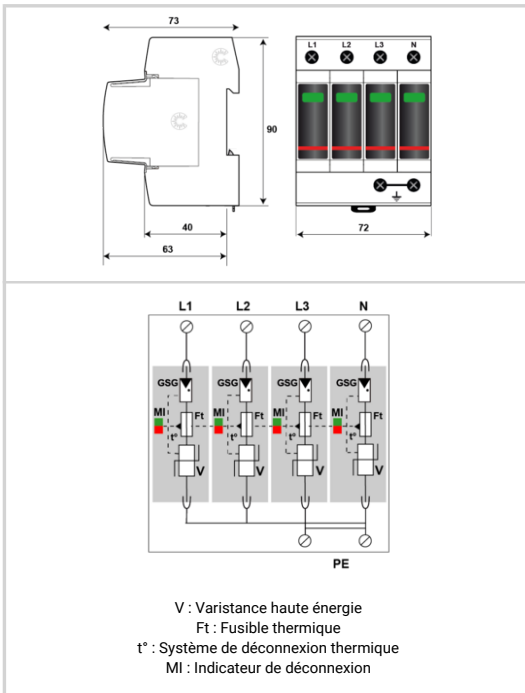 73
L1 L2 L3 N
90
40
63
72
L1 L2 L3 N
GSG GSG GSG GSG
MI Ft MI Ft MI Ft MI Ft
t° t° t° t°
V V V V
PE
V : Varistance haute énergie
Ft : Fusible thermique
t° : Système de déconnexion thermique
MI : Indicateur de déconnexion